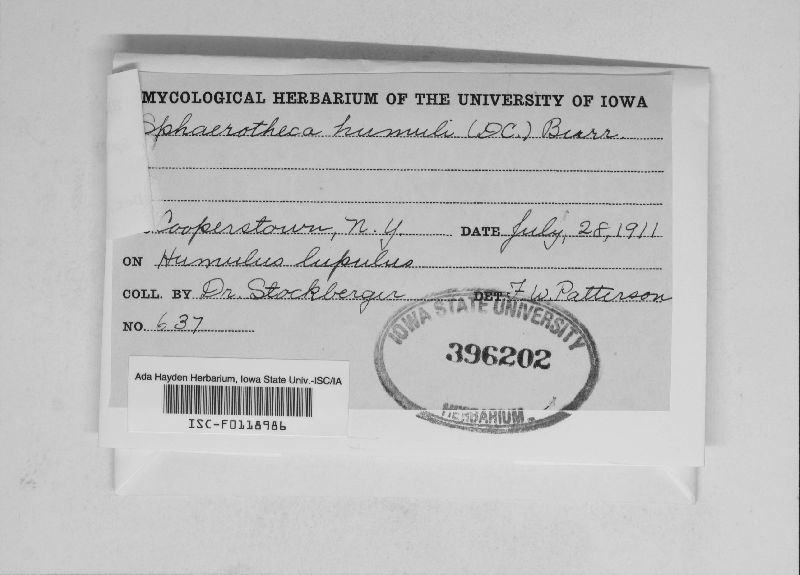 MYCOLOGICAL HERBARIUM OF THE UNIVERSITY OF IOWA
Sphaerotheca humuli (DC.) Burr.
Cooperstown, N.Y DATE July, 28, 1911
ON Humulus lupulus
COLL. BY Dr Stockberger DET. F. W. Patterson
NO. 637
IOWA STATE UNIVERSITY
396202
HERBARIUM
Ada Hayden Herbarium, Iowa State Univ.-ISC/IA
ISC-F0118986